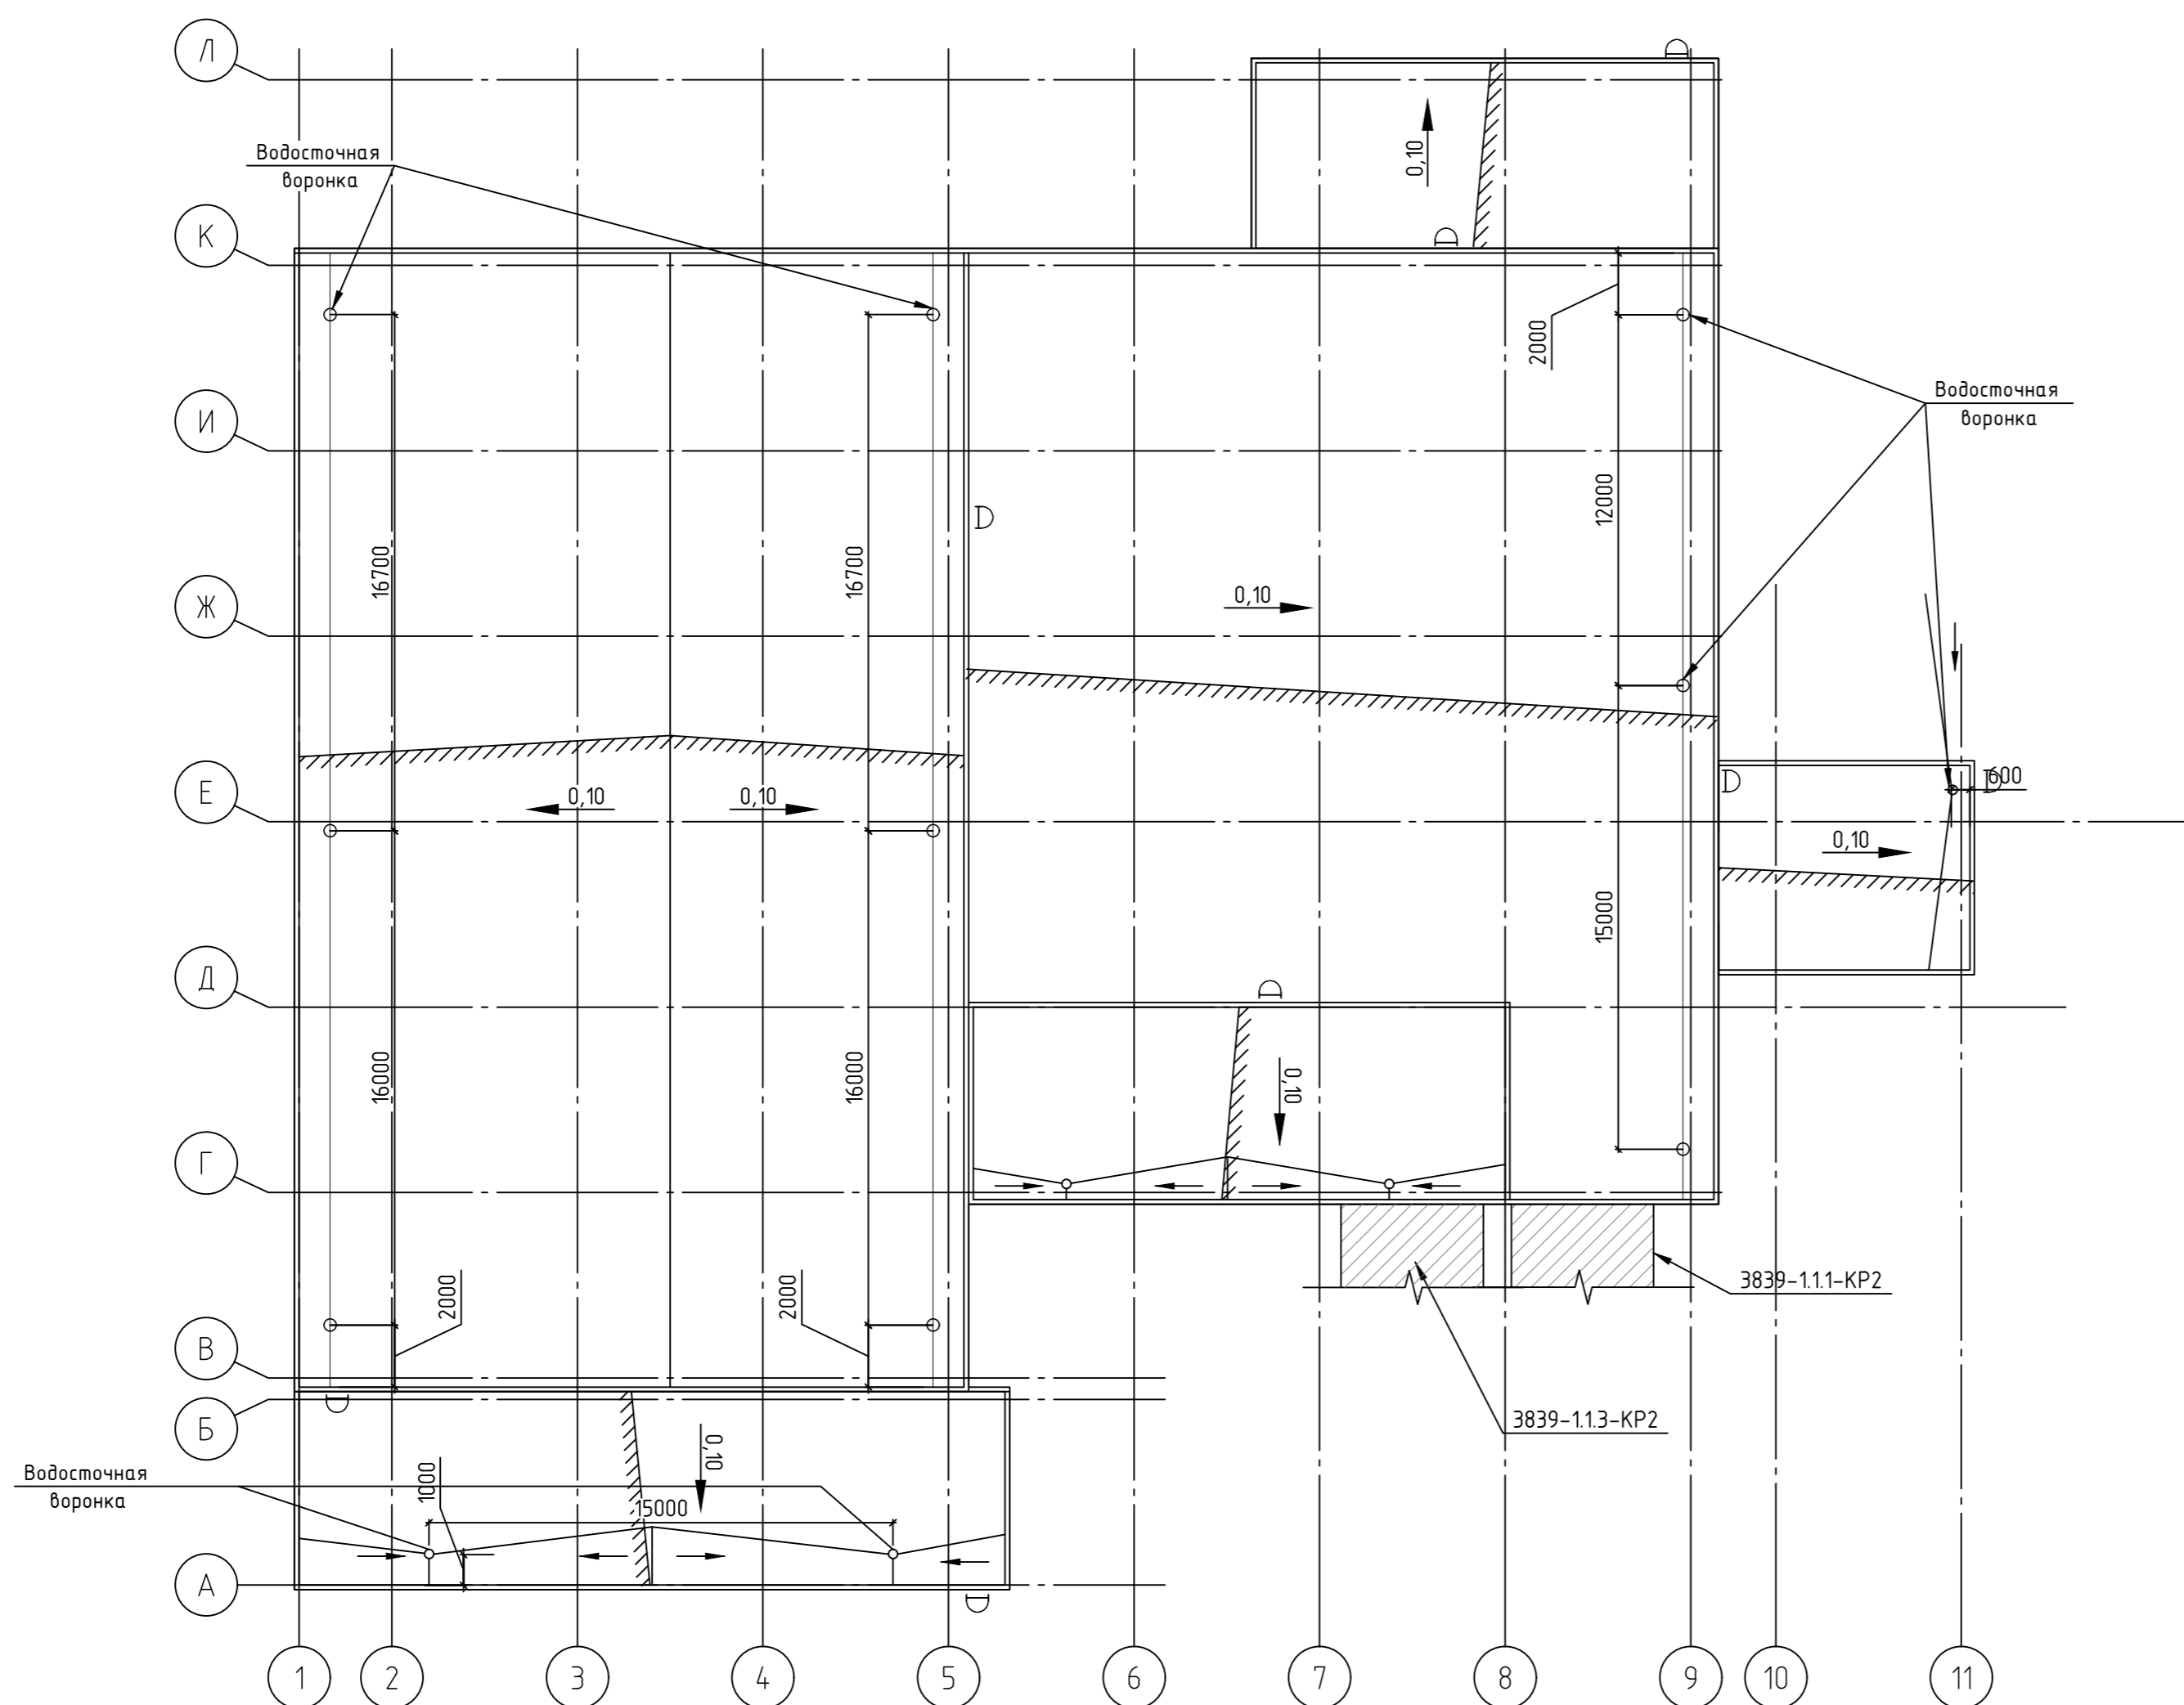 Л
Водосточная
воронка
0,10
К
2000
Водосточная
воронка
И
12000
16700
16700
0,10
Ж
600
Е
0,10
0,10
0,10
15000
Д
16000
16000
0,10
Г
2000
2000
3839-1.1.1-КР2
В
3839-1.1.3-КР2
Б
0,10
Водосточная
воронка
1000
15000
А
1 2 3 4 5 6 7 8 9 10 11